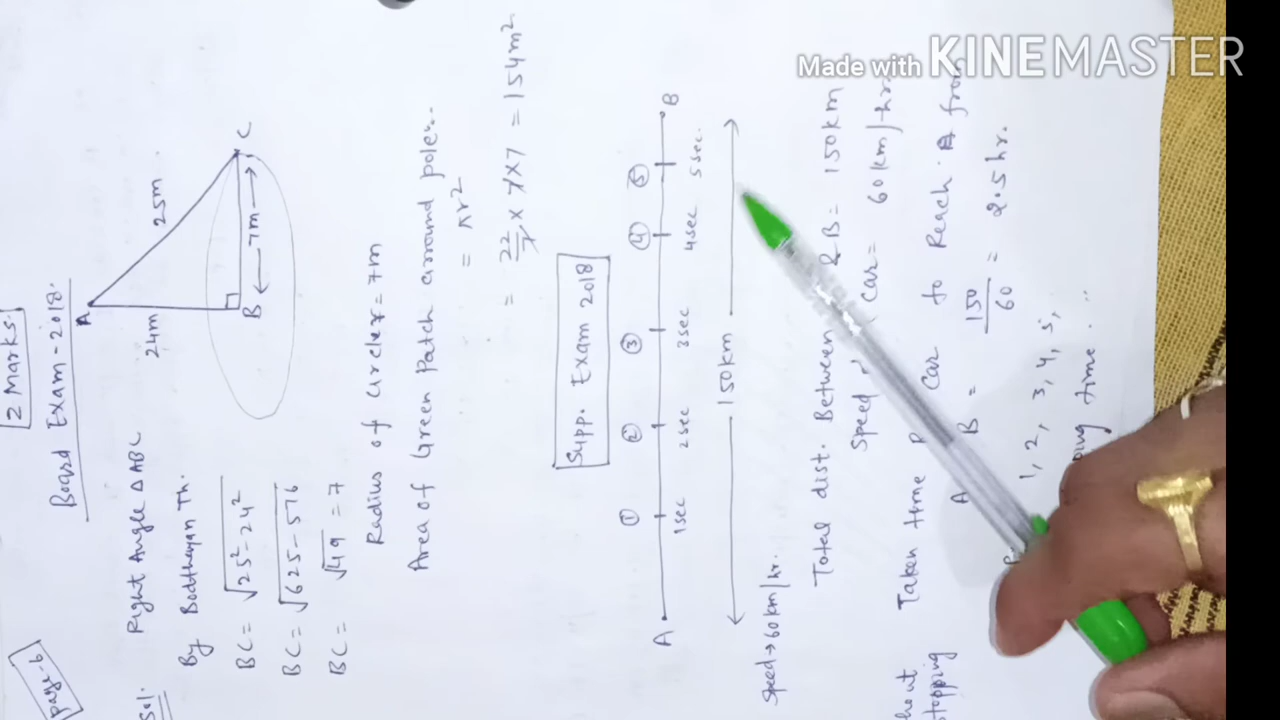 Made with KINEMASTER
page-6
2 Marks.
Board Exam-2018.
Sol. Right Angle △ABC
By Bodthayan Th.
BC = √25²-24²
BC = √625-576
BC = √49 = 7
A
24m
25m
B
7m
C
Radius of circle r = 7m
Area of Green Patch around pole..
= πr²
= 22/7 x 7x7 = 154m²
Supp. Exam 2018
① ② ③ ④ ⑤
A B
1sec 2sec 3sec 4sec 5sec.
150km
Speed → 60km/hr.
Total dist. Between & B = 150km
Speed Car = 60km/hr
Taken time Car to Reach from
stopping A B = 150/60 = 2.5hr.
1, 2, 3, 4, 5,
time.